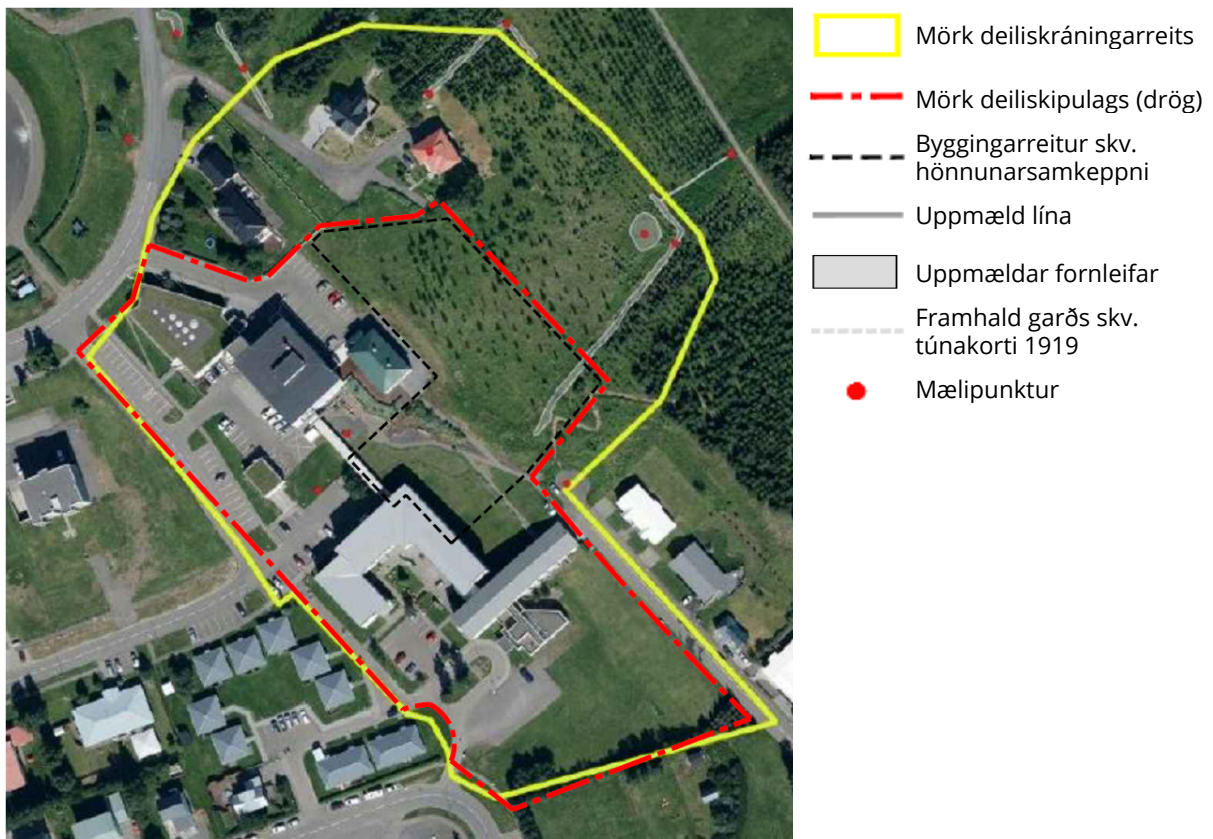 Mörk deiliskráningarreits
Mörk deiliskipulags (drög)
Byggingarreitur skv.
hönnunarsamkeppni
Uppmæld lína
Uppmældar fornleifar
Framhald garðs skv.
túnakorti 1919
Mælipunktur